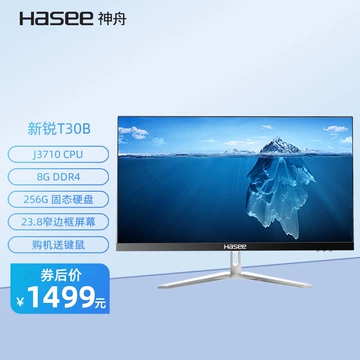 Hasee 神舟
新锐T30B
J3710 CPU
8G DDR4
256G 固态硬盘
23.8窄边框屏幕
购机送键鼠
Hasee
券后价
¥1499元